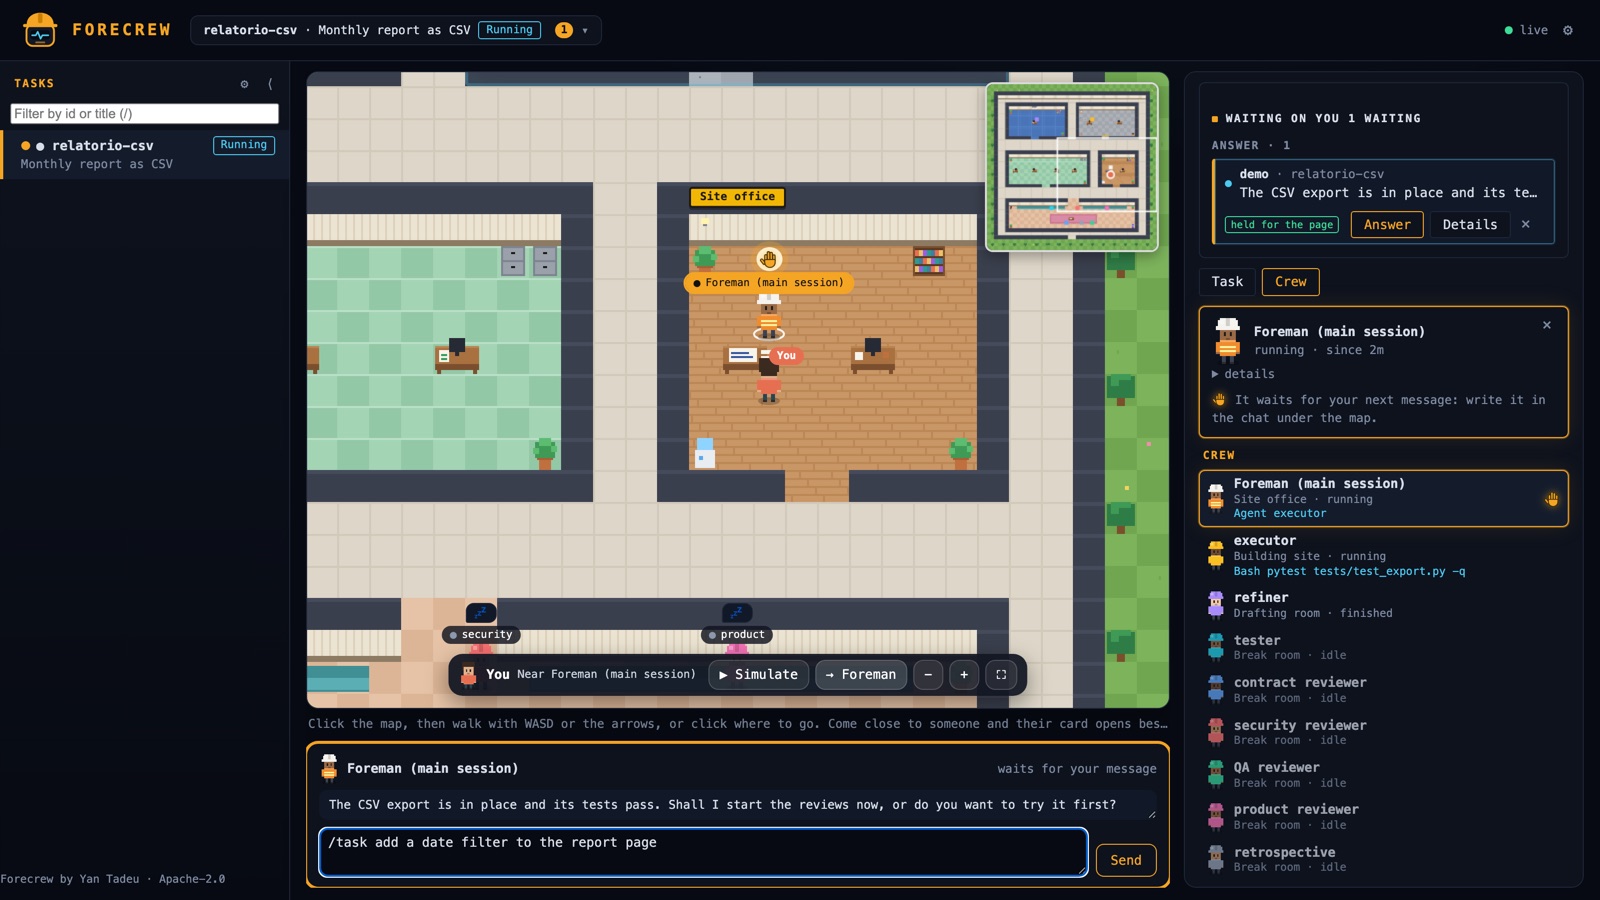 FORECREW
relatorio-csv · Monthly report as CSV Running 1 ▾
live
TASKS
Filter by id or title (/)
relatorio-csv Running
Monthly report as CSV
Forecrew by Yan Tadeu · Apache-2.0
Site office
Foreman (main session)
You
security
product
You Near Foreman (main session) ▶ Simulate → Foreman − +
Click the map, then walk with WASD or the arrows, or click where to go. Come close to someone and their card opens bes…
Foreman (main session) waits for your message
The CSV export is in place and its tests pass. Shall I start the reviews now, or do you want to try it first?
/task add a date filter to the report page
Send
WAITING ON YOU 1 WAITING
ANSWER · 1
demo · relatorio-csv
The CSV export is in place and its te…
held for the page Answer Details ×
Task Crew
Foreman (main session) ×
running · since 2m
▶ details
It waits for your next message: write it in
the chat under the map.
CREW
Foreman (main session)
Site office · running
Agent executor
executor
Building site · running
Bash pytest tests/test_export.py -q
refiner
Drafting room · finished
tester
Break room · idle
contract reviewer
Break room · idle
security reviewer
Break room · idle
QA reviewer
Break room · idle
product reviewer
Break room · idle
retrospective
Break room · idle